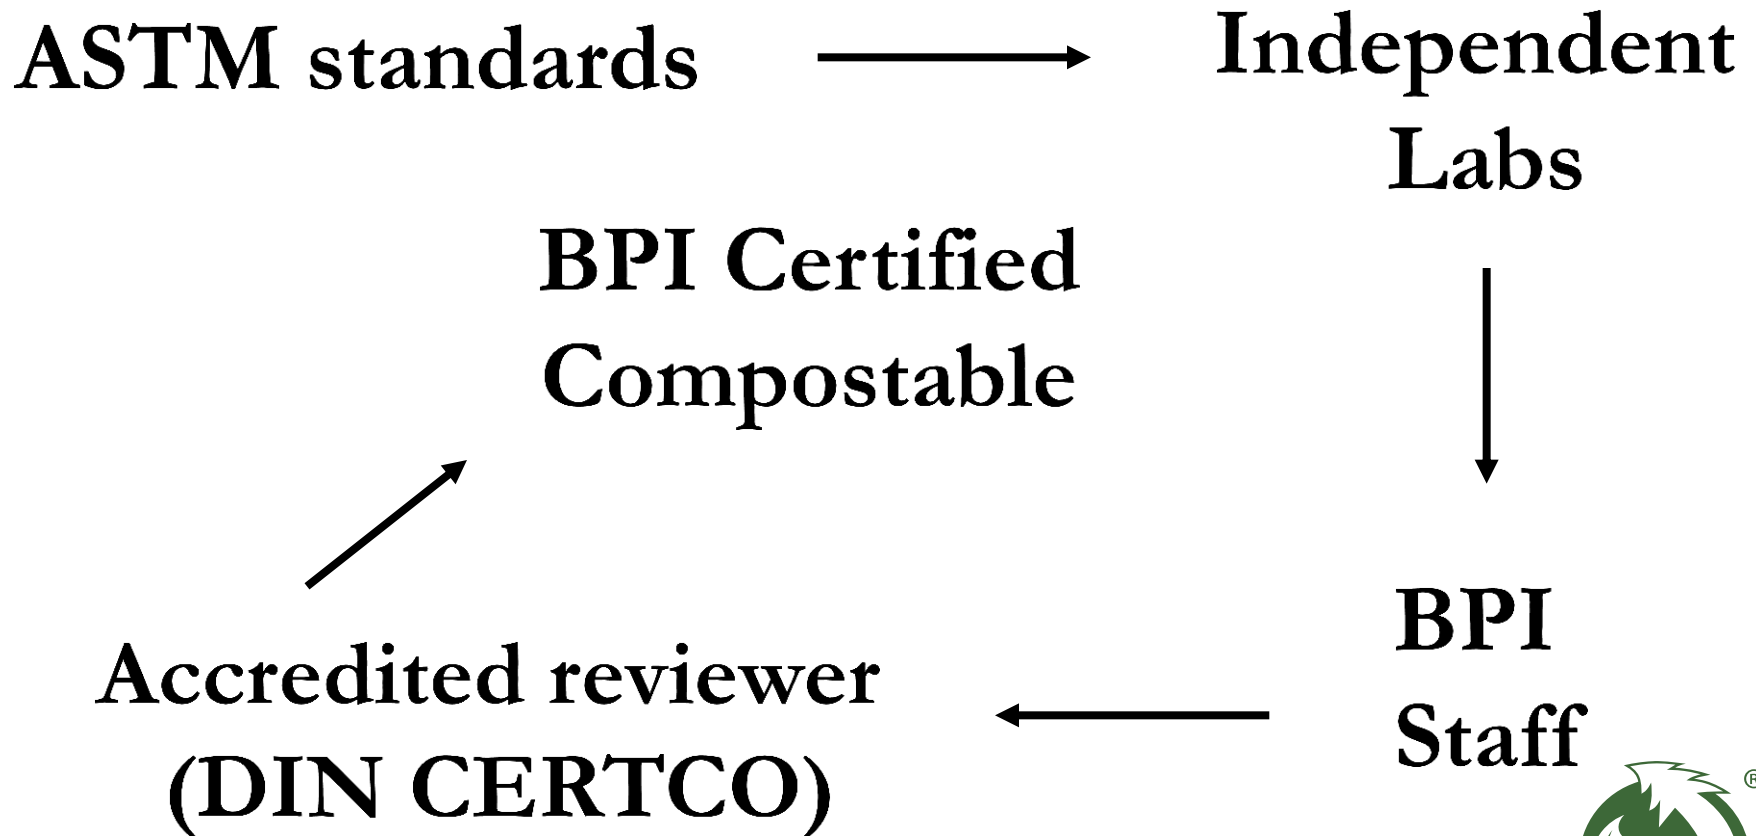 ASTM standards
Independent
Labs
BPI Certified
Compostable
BPI
Staff
Accredited reviewer
(DIN CERTCO)
®